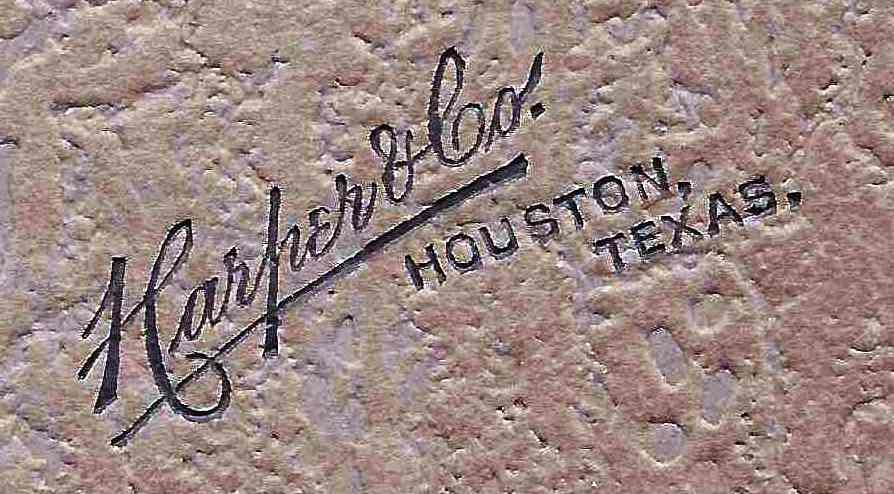 Harper & Co.
HOUSTON,
TEXAS.